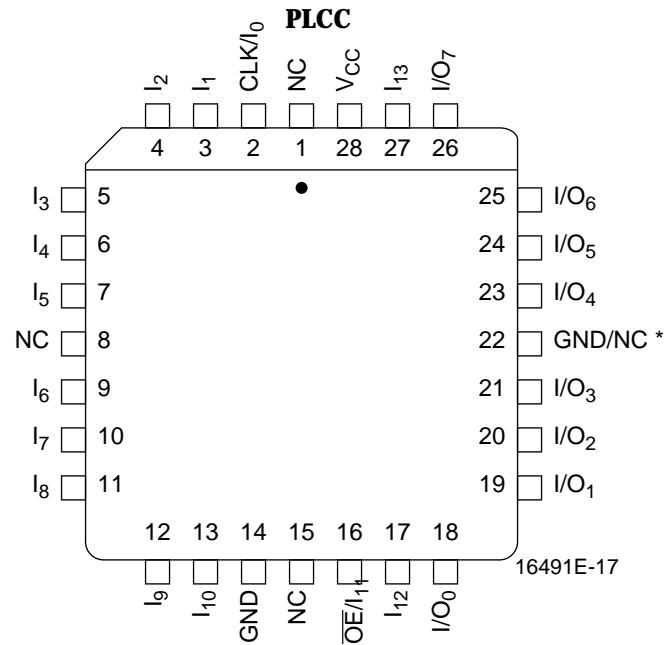 PLCC
I2 I1 CLK/I0 NC VCC I13 I/O7
4 3 2 1 28 27 26
I3 5 25 I/O6
I4 6 24 I/O5
I5 7 23 I/O4
NC 8 22 GND/NC *
I6 9 21 I/O3
I7 10 20 I/O2
I8 11 19 I/O1
12 13 14 15 16 17 18
16491E-17
I9 I10 GND NC OE/I11 I12 I/O0